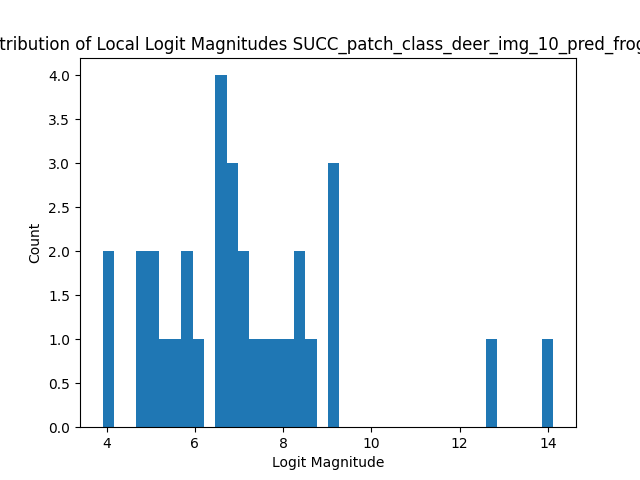 tribution of Local Logit Magnitudes SUCC_patch_class_deer_img_10_pred_frog
4.0
3.5
3.0
2.5
2.0
1.5
1.0
0.5
0.0
Count
4 6 8 10 12 14
Logit Magnitude